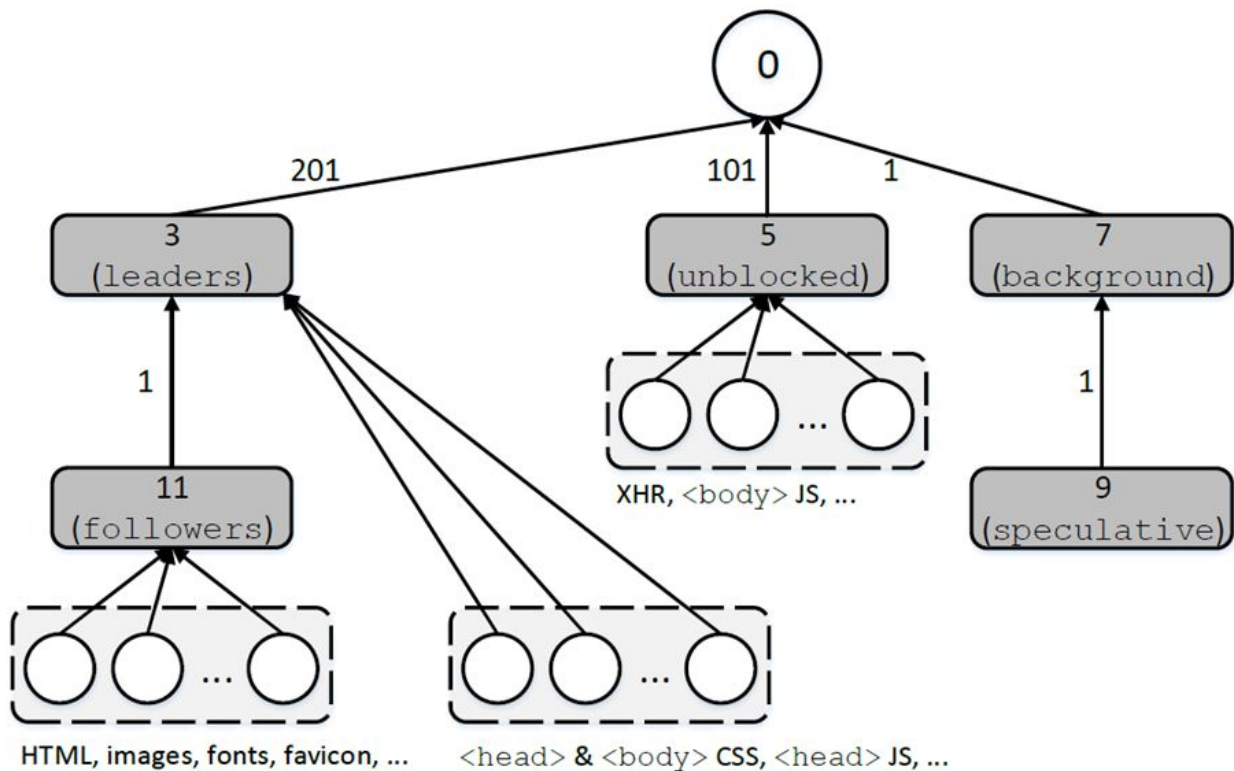 0
201
101
1
3
(leaders)
5
(unblocked)
7
(background)
1
1
...
11
(followers)
XHR, <body> JS, ...
9
(speculative)
...
...
HTML, images, fonts, favicon, ...
<head> & <body> CSS, <head> JS, ...